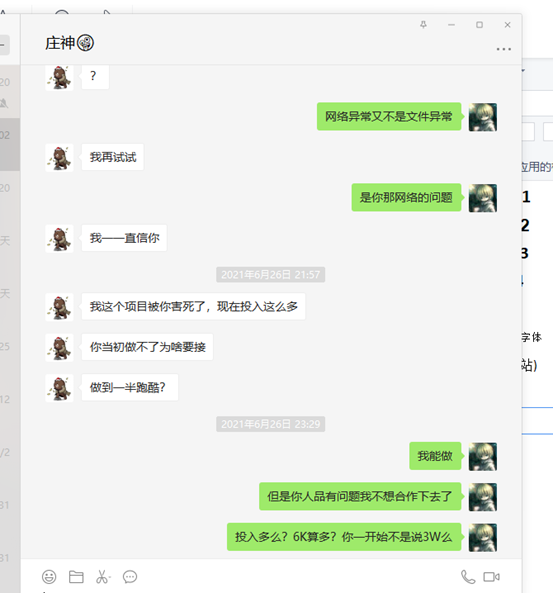 庄神
20
?
网络异常又不是文件异常
02
我再试试
应用的
20
是你那网络的问题
1
2
天
我一一直信你
3
2021年6月26日 21:57
天
我这个项目被你害死了，现在投入这么多
字体
25
你当初做不了为啥要接
站)
12
做到一半跑酷?
2021年6月26日 23:29
/2
我能做
31
但是你人品有问题我不想合作下去了
31
投入多么? 6K算多? 你一开始不是说3W么